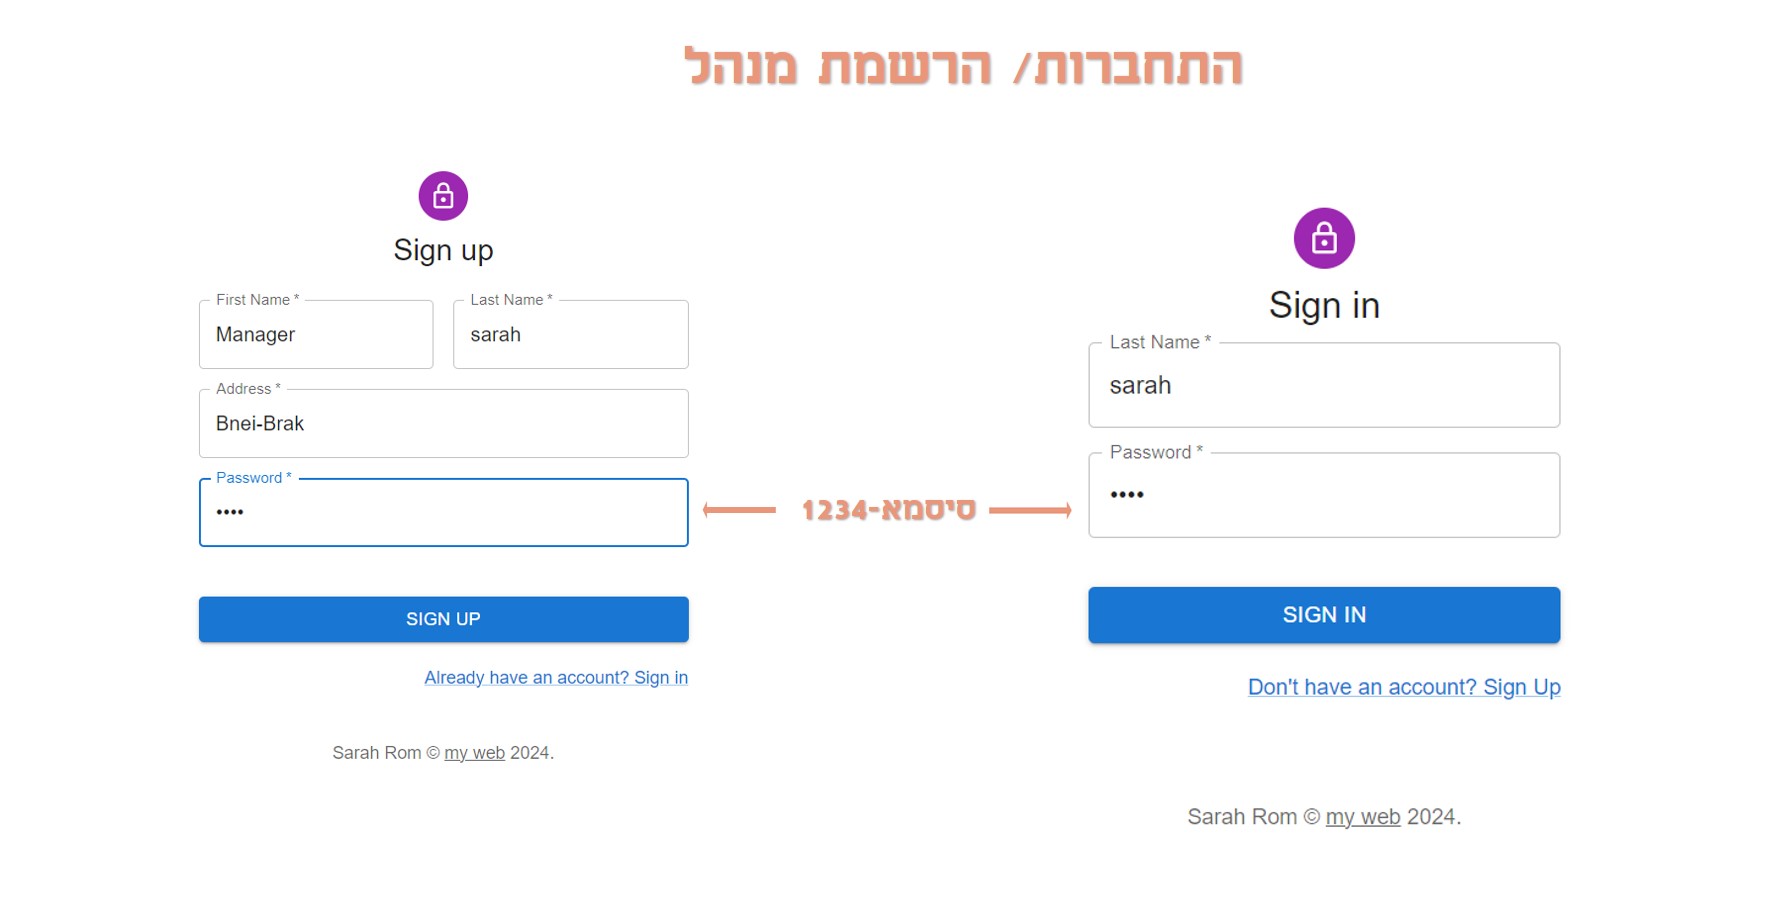 התחברות/ הרשמת מנהל
Sign up
First Name *
Manager
Last Name *
sarah
Address *
Bnei-Brak
Password *
••••
SIGN UP
Already have an account? Sign in
Sarah Rom © my web 2024.
סיסמא-1234
Sign in
Last Name *
sarah
Password *
••••
SIGN IN
Don't have an account? Sign Up
Sarah Rom © my web 2024.